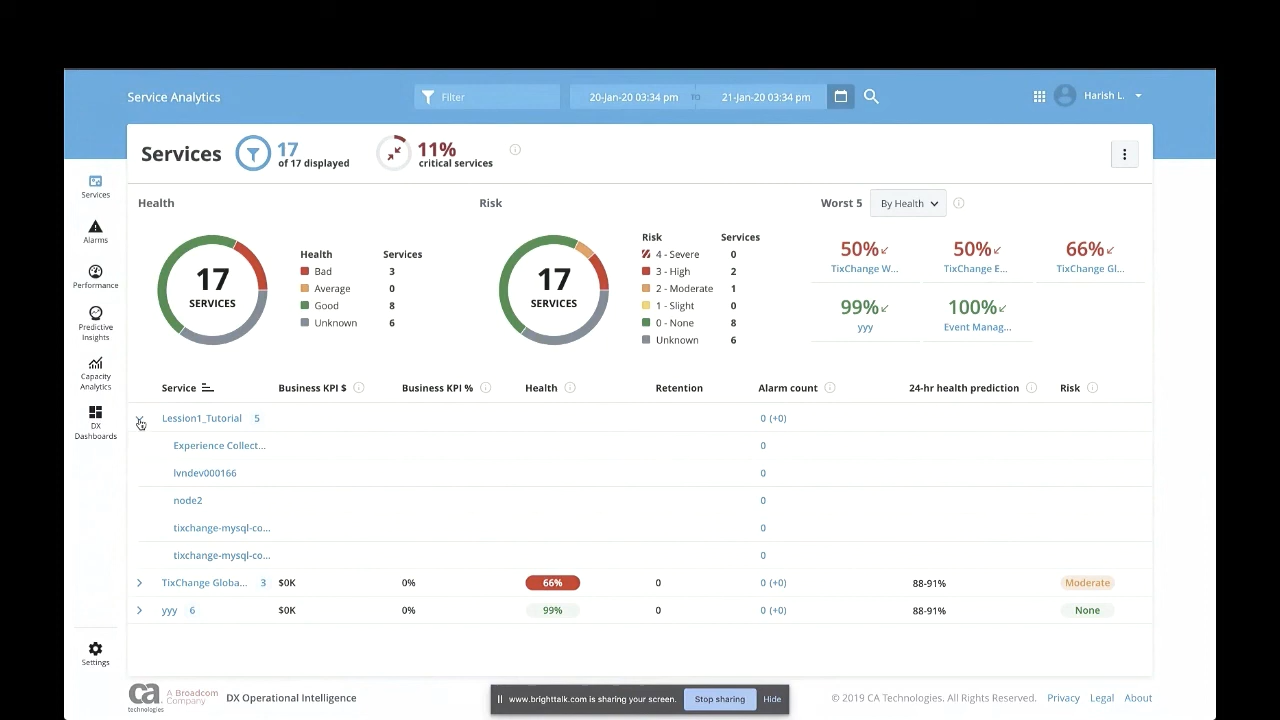 Service Analytics
Filter
20-Jan-20 03:34 pm TO 21-Jan-20 03:34 pm
Harish L.
Services
17
of 17 displayed
11%
critical services
Services
Alarms
Performance
Predictive
Insights
Capacity
Analytics
DX
Dashboards
Settings
Health
17
SERVICES
Health Services
Bad 3
Average 0
Good 8
Unknown 6
Risk
17
SERVICES
Risk Services
4 - Severe 0
3 - High 2
2 - Moderate 1
1 - Slight 0
0 - None 8
Unknown 6
Worst 5 By Health
50% 50% 66%
TixChange W... TixChange E... TixChange Gl...
99% 100%
yyy Event Manag...
Service Business KPI $ Business KPI % Health Retention Alarm count 24-hr health prediction Risk
Lession1_Tutorial 5 0 (+0)
Experience Collect... 0
lvndev000166 0
node2 0
tixchange-mysql-co... 0
tixchange-mysql-co... 0
TixChange Globa... 3 $0K 0% 66% 0 0 (+0) 88-91% Moderate
yyy 6 $0K 0% 99% 0 0 (+0) 88-91% None
ca
technologies
A Broadcom
Company
DX Operational Intelligence
www.brighttalk.com is sharing your screen. Stop sharing Hide
© 2019 CA Technologies. All Rights Reserved. Privacy Legal About